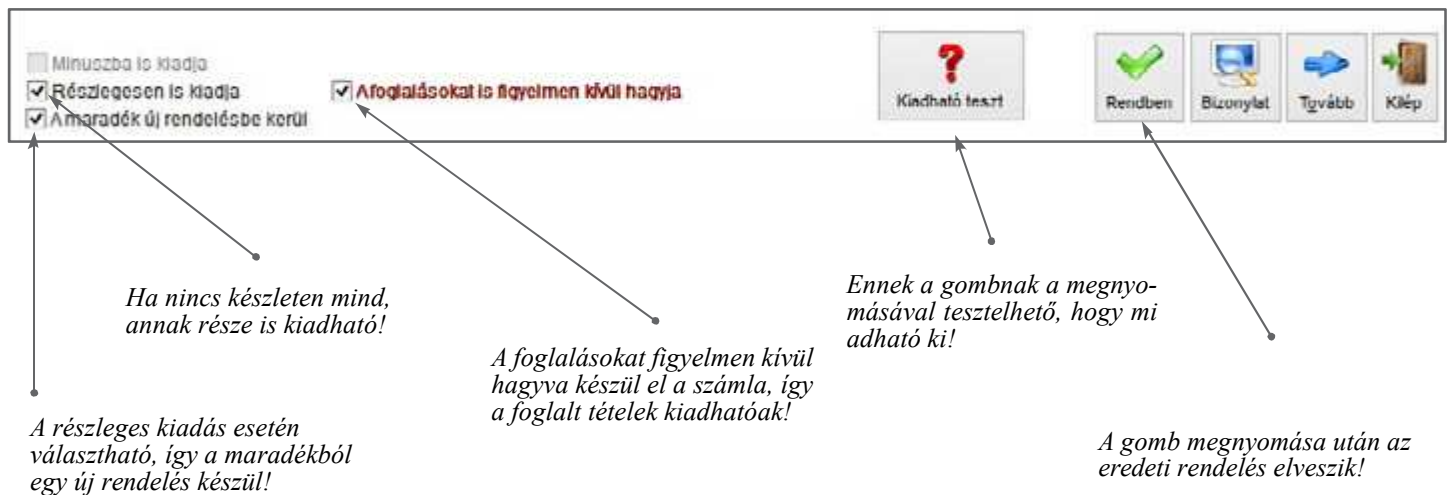 Minuszba is kiadja
Részlegesen is kiadja
A foglalásokat is figyelmen kívül hagyja
A maradék új rendelésbe kerül
Kiadható teszt
Rendben
Bizonylat
Tovább
Kilép
Ha nincs készleten mind,
annak része is kiadható!
Ennek a gombnak a megnyo-
másával tesztelhető, hogy mi
adható ki!
A foglalásokat figyelmen kívül
hagyva készül el a számla, így
a foglalt tételek kiadhatóak!
A részleges kiadás esetén
választható, így a maradékból
egy új rendelés készül!
A gomb megnyomása után az
eredeti rendelés elveszik!